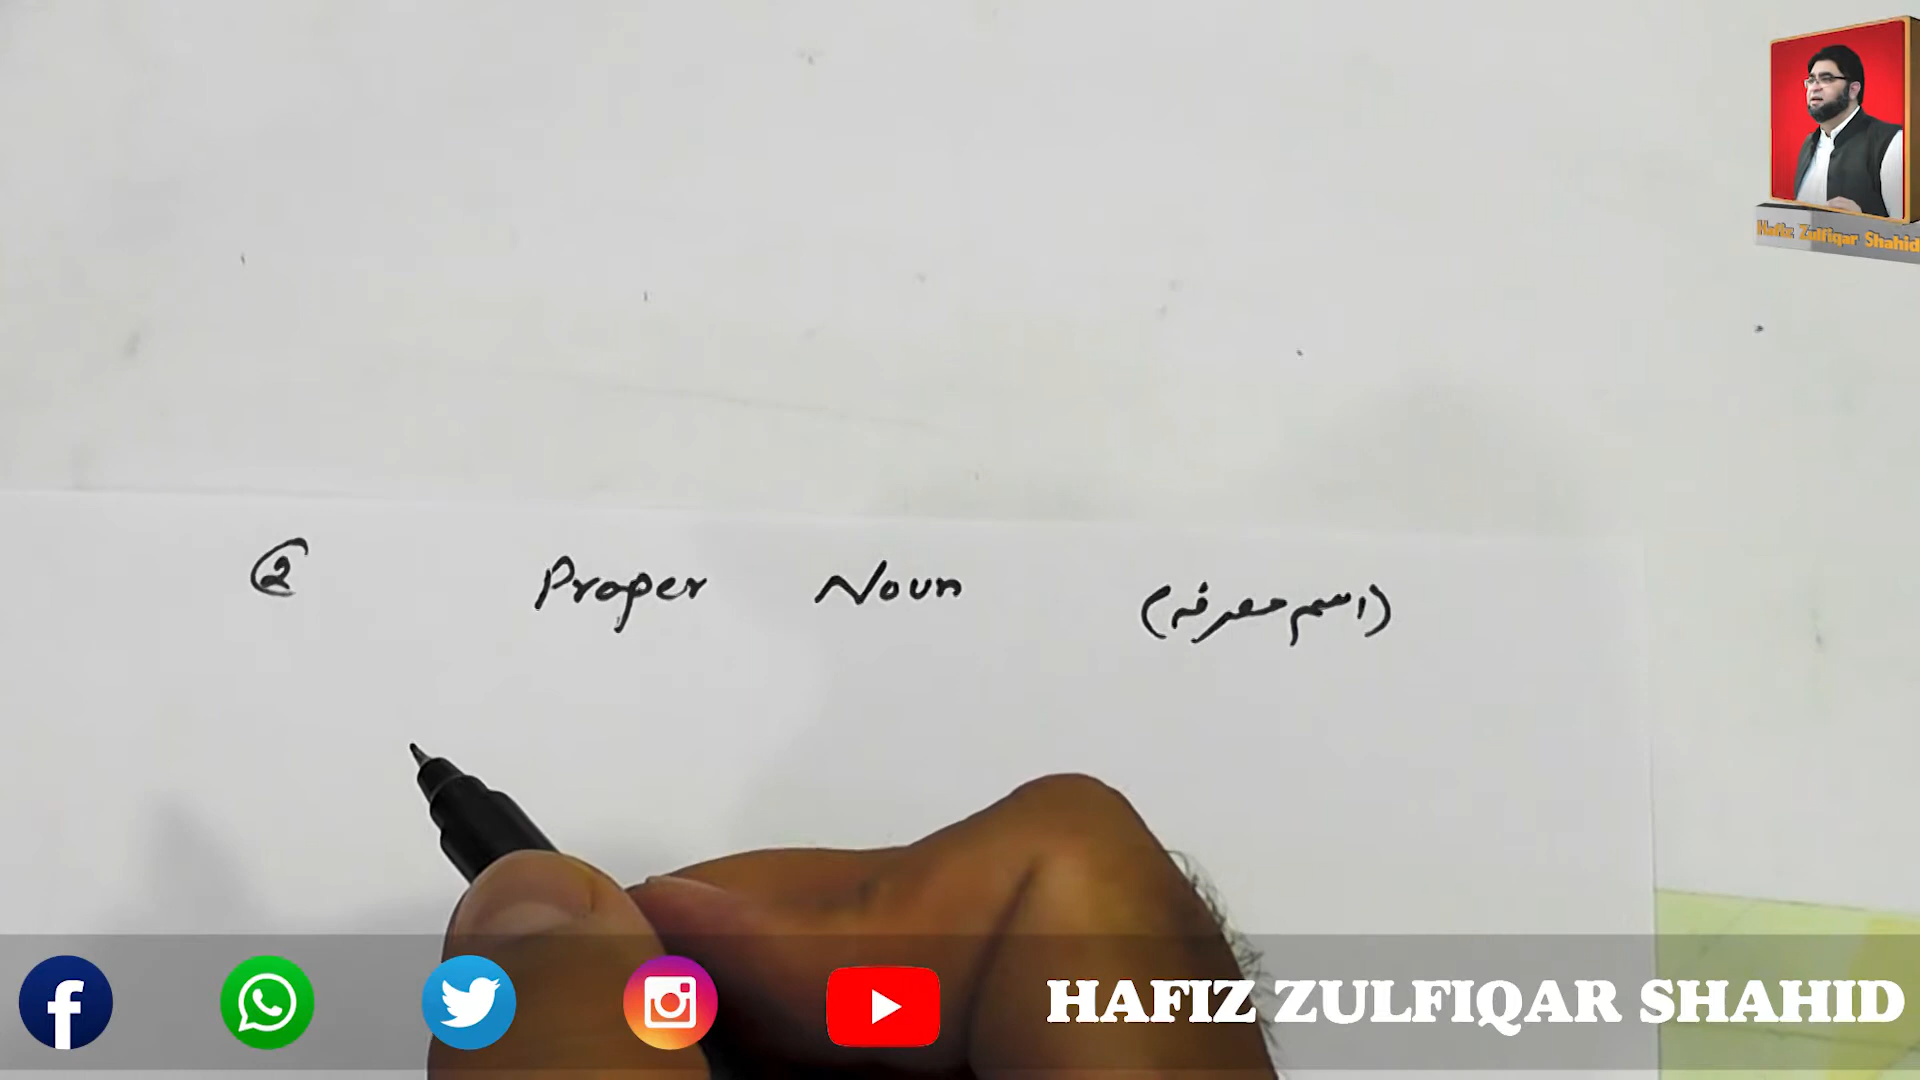 Hafiz Zulfiqar Shahid
② Proper Noun (اسم معرفہ)
HAFIZ ZULFIQAR SHAHID